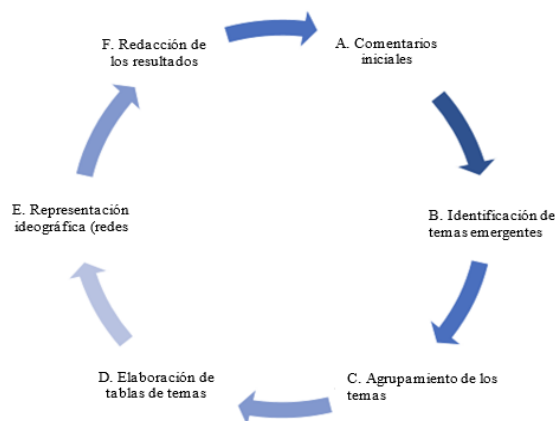 A. Comentarios
iniciales
B. Identificación de
temas emergentes
C. Agrupamiento de los
temas
D. Elaboración de
tablas de temas
E. Representación
ideográfica (redes
F. Redacción de
los resultados